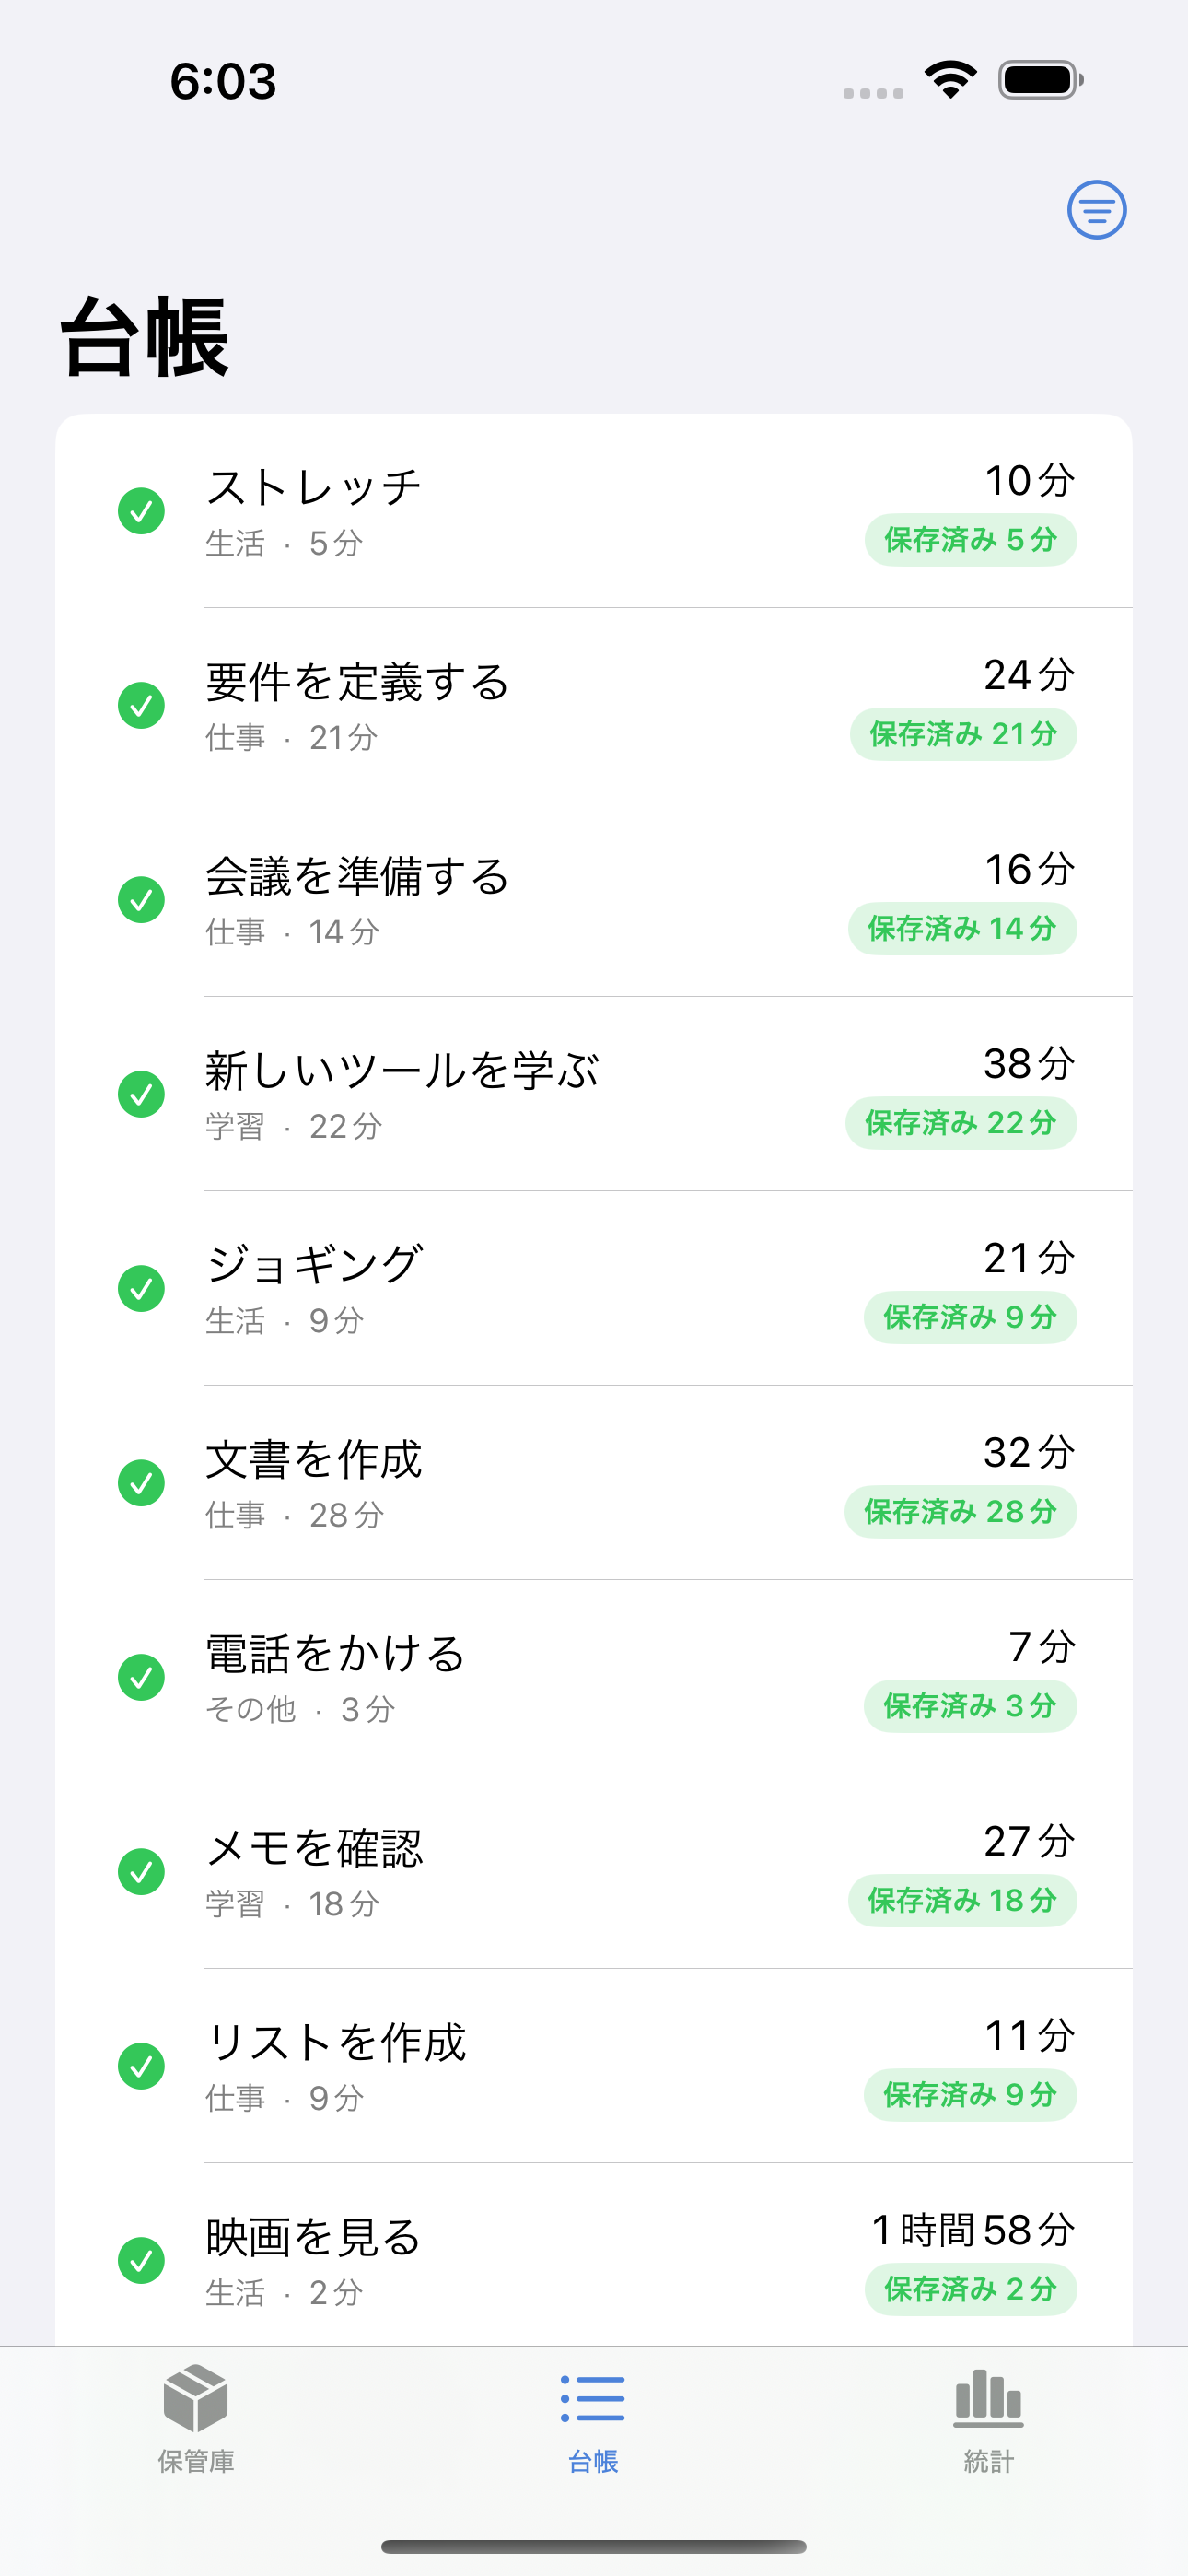 6:03
台帳
ストレッチ
10分
生活 · 5分
保存済み 5分
要件を定義する
24分
仕事 · 21分
保存済み 21分
会議を準備する
16分
仕事 · 14分
保存済み 14分
新しいツールを学ぶ
38分
学習 · 22分
保存済み 22分
ジョギング
21分
生活 · 9分
保存済み 9分
文書を作成
32分
仕事 · 28分
保存済み 28分
電話をかける
7分
その他 · 3分
保存済み 3分
メモを確認
27分
学習 · 18分
保存済み 18分
リストを作成
11分
仕事 · 9分
保存済み 9分
映画を見る
1時間58分
生活 · 2分
保存済み 2分
保管庫
台帳
統計